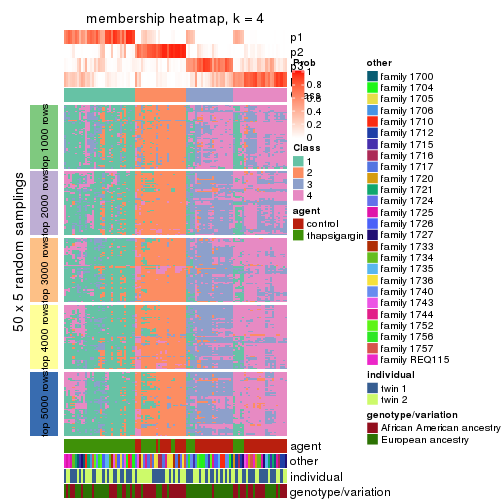 membership heatmap, k = 4
p1
p2
p3
Prob
1
0.8
0.6
0.4
0.2
0
Class
1
2
3
4
agent
control
thapsigargin
other
family 1700
family 1704
family 1705
family 1706
family 1710
family 1712
family 1715
family 1716
family 1717
family 1720
family 1721
family 1724
family 1725
family 1726
family 1727
family 1733
family 1734
family 1735
family 1736
family 1740
family 1743
family 1744
family 1752
family 1756
family 1757
family REQ115
individual
twin 1
twin 2
genotype/variation
African American ancestry
European ancestry
50 x 5 random samplings
top 1000 rows
top 2000 rows
top 3000 rows
top 4000 rows
top 5000 rows
agent
other
individual
genotype/variation